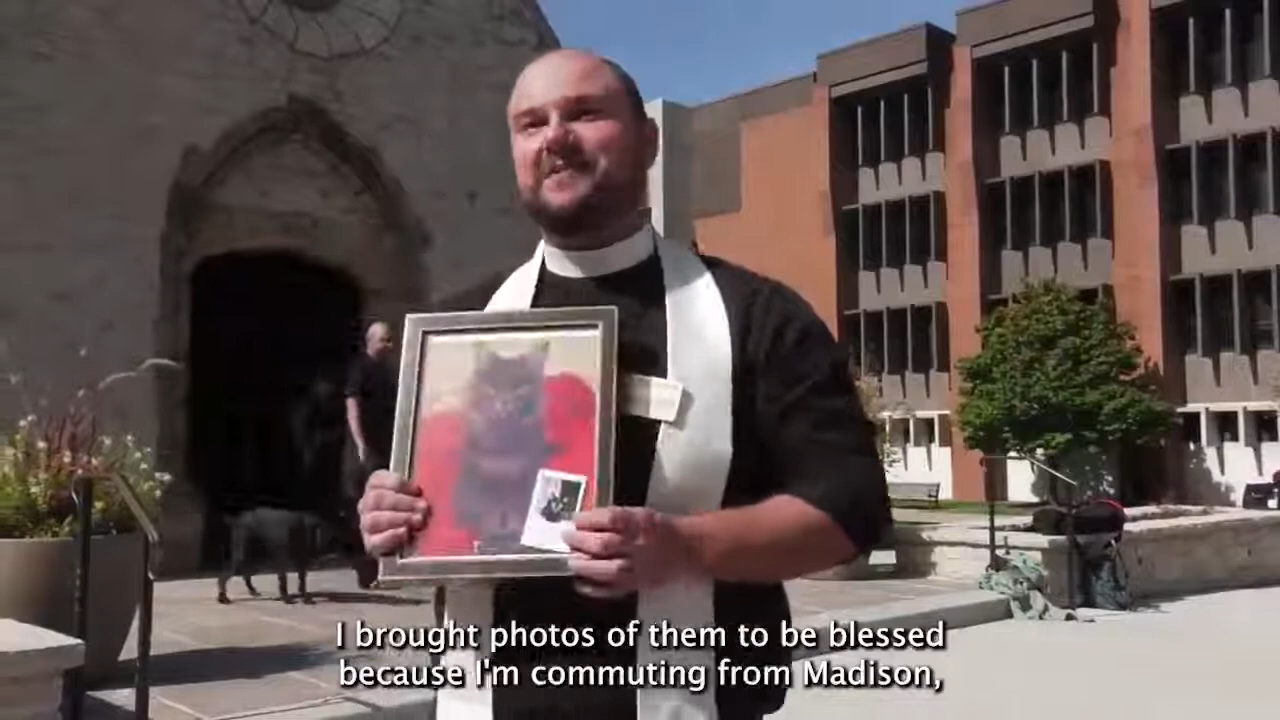 I brought photos of them to be blessed
because I'm commuting from Madison,